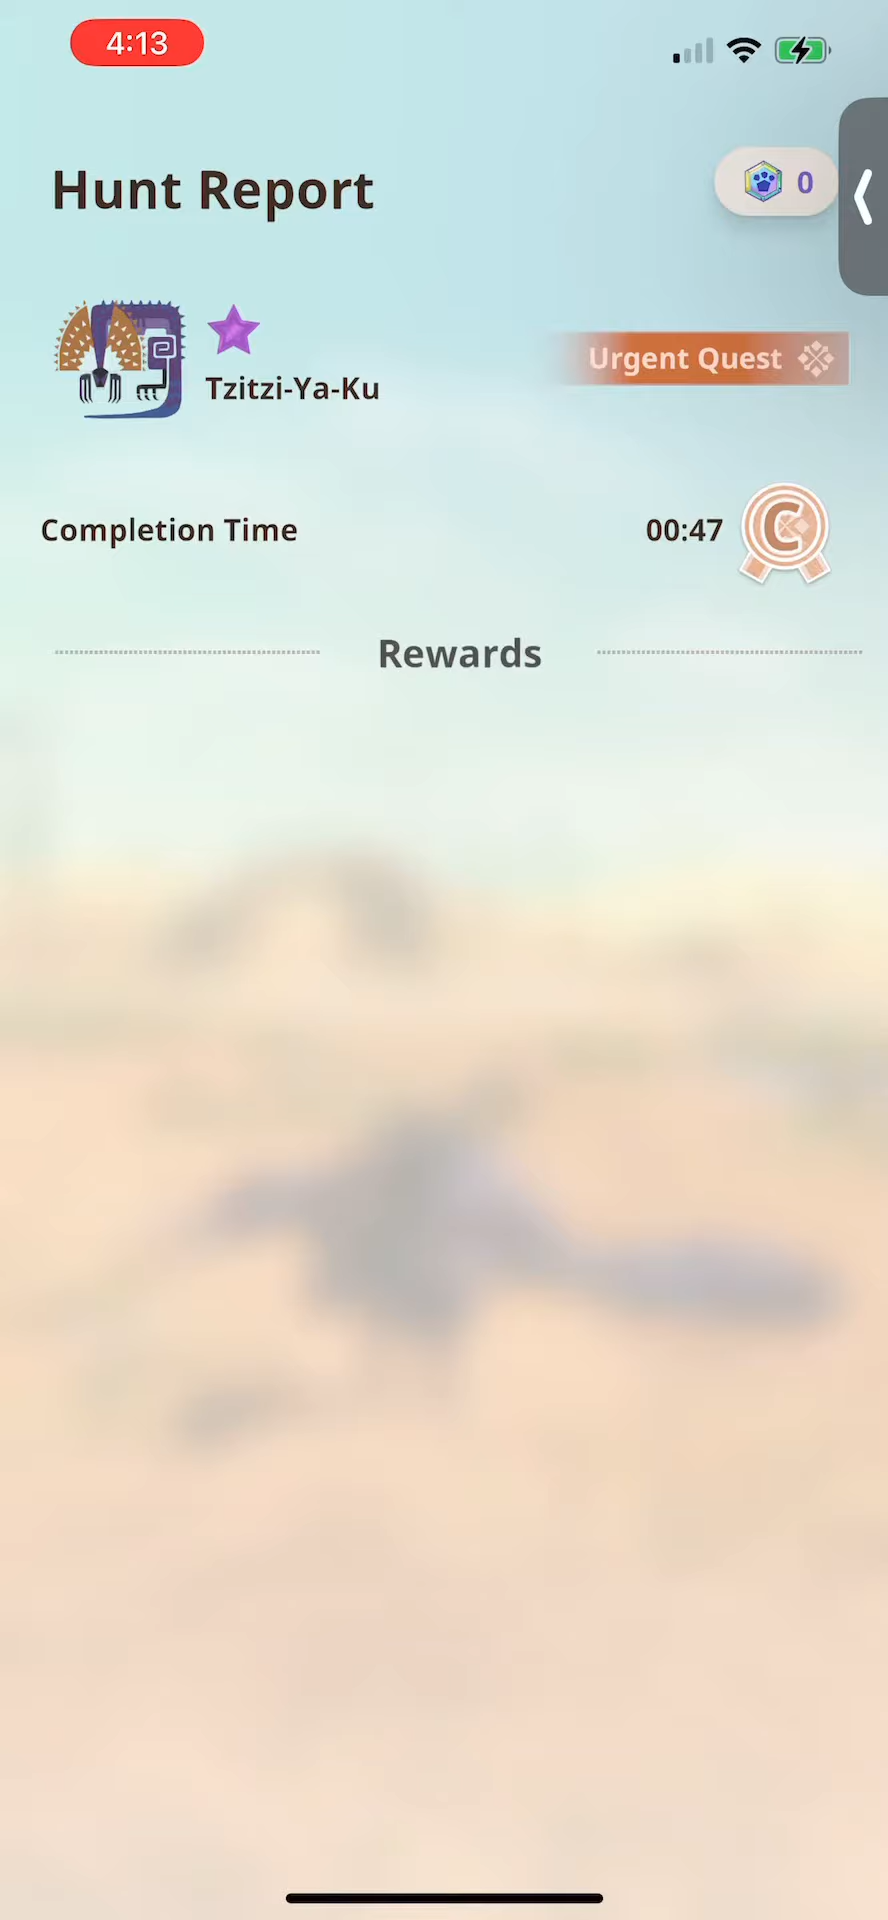 4:13
Hunt Report
0
Tzitzi-Ya-Ku
Urgent Quest
Completion Time
00:47
C
Rewards